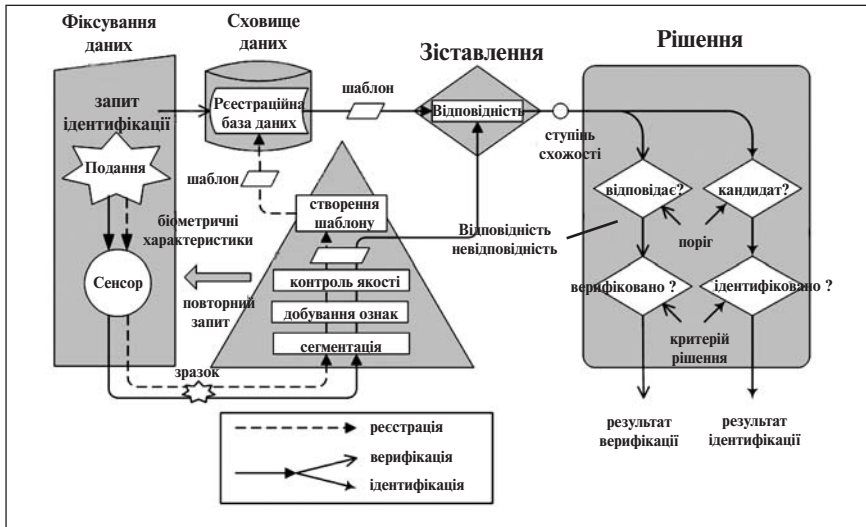 Фіксування
даних
Сховище
даних
Зіставлення
Рішення
запит
ідентифікації
Подання
Реєстраційна
база даних
шаблон
Відповідність
ступінь
схожості
шаблон
створення
шаблону
біометричні
характеристики
Сенсор
повторний
запит
контроль якості
добування ознак
сегментація
зразок
відповідає?
кандидат?
Відповідність
невідповідність
поріг
верифіковано ?
ідентифіковано ?
критерій
рішення
результат
верифікації
результат
ідентифікації
реєстрація
верифікація
ідентифікація